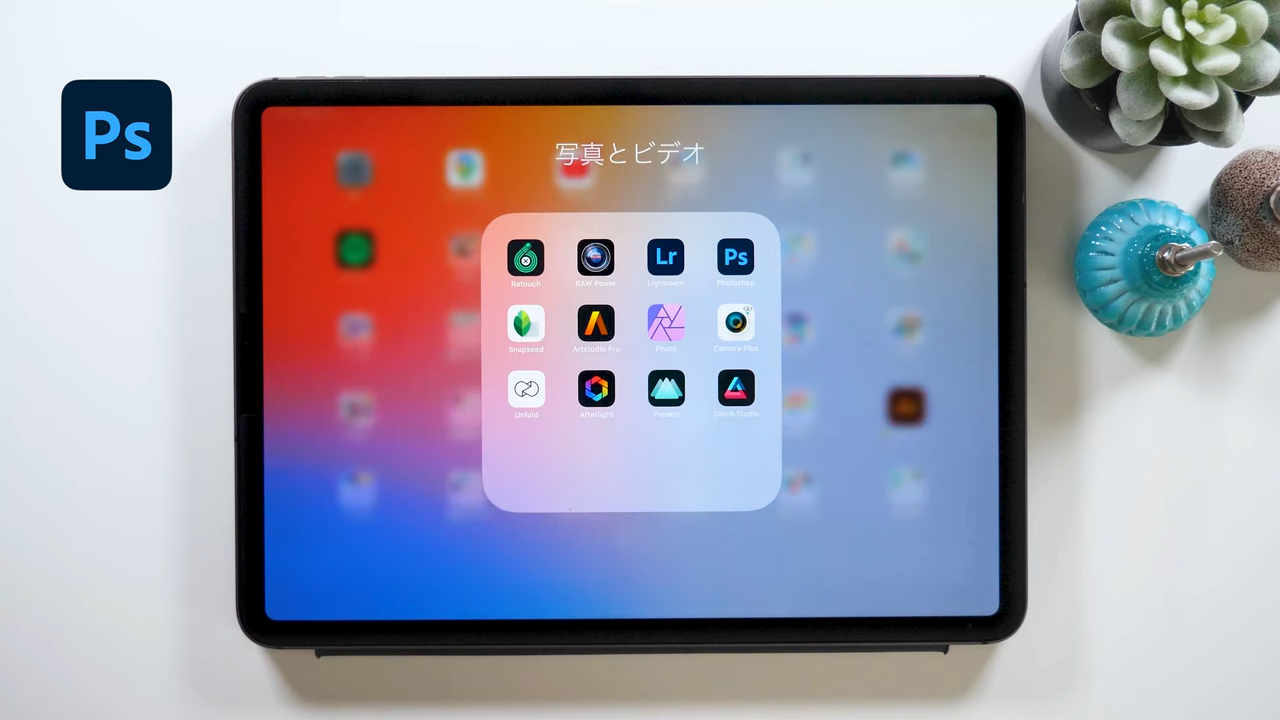 Ps
写真とビデオ
Lr
Ps
Retouch
RAW Power
Lightroom
Photoshop
Snapseed
Artstudio Pro
Photo
Camera Plus
Unfold
Afterlight
Presets
Glitch Studio